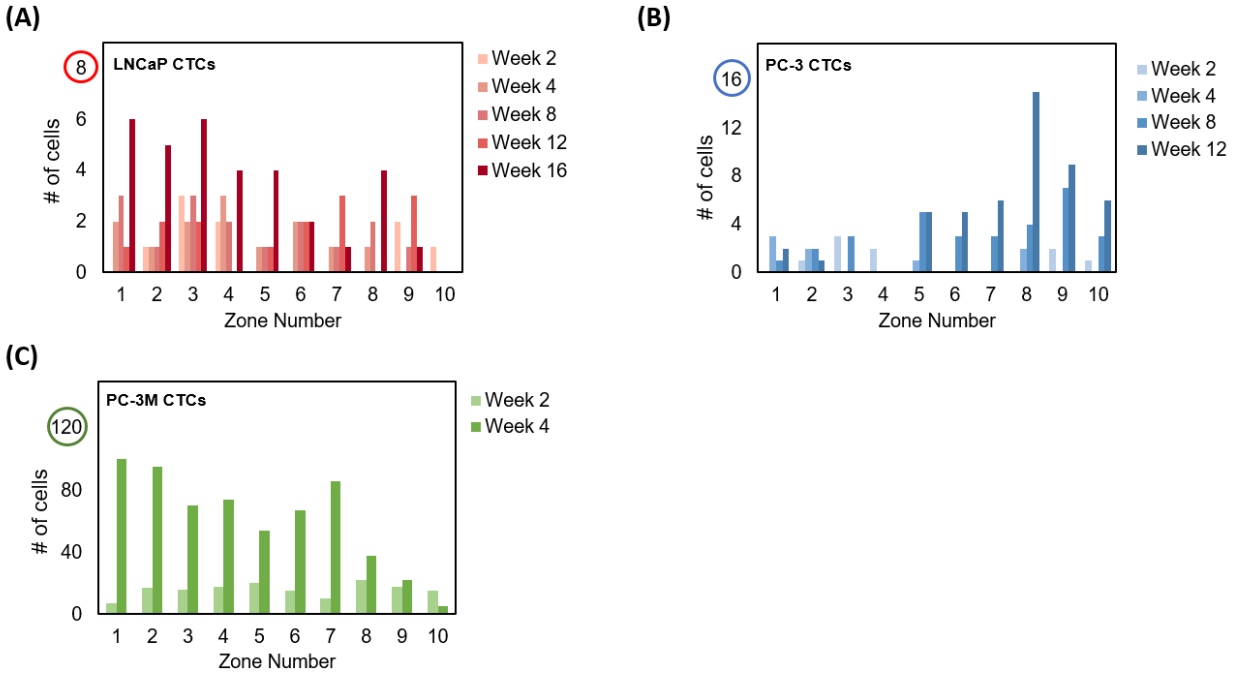 (A)
LNCaP CTCs
8
6
4
2
0
# of cells
1 2 3 4 5 6 7 8 9 10
Zone Number
Week 2
Week 4
Week 8
Week 12
Week 16
(B)
PC-3 CTCs
16
12
8
4
0
# of cells
1 2 3 4 5 6 7 8 9 10
Zone Number
Week 2
Week 4
Week 8
Week 12
(C)
PC-3M CTCs
120
80
40
0
# of cells
1 2 3 4 5 6 7 8 9 10
Zone Number
Week 2
Week 4